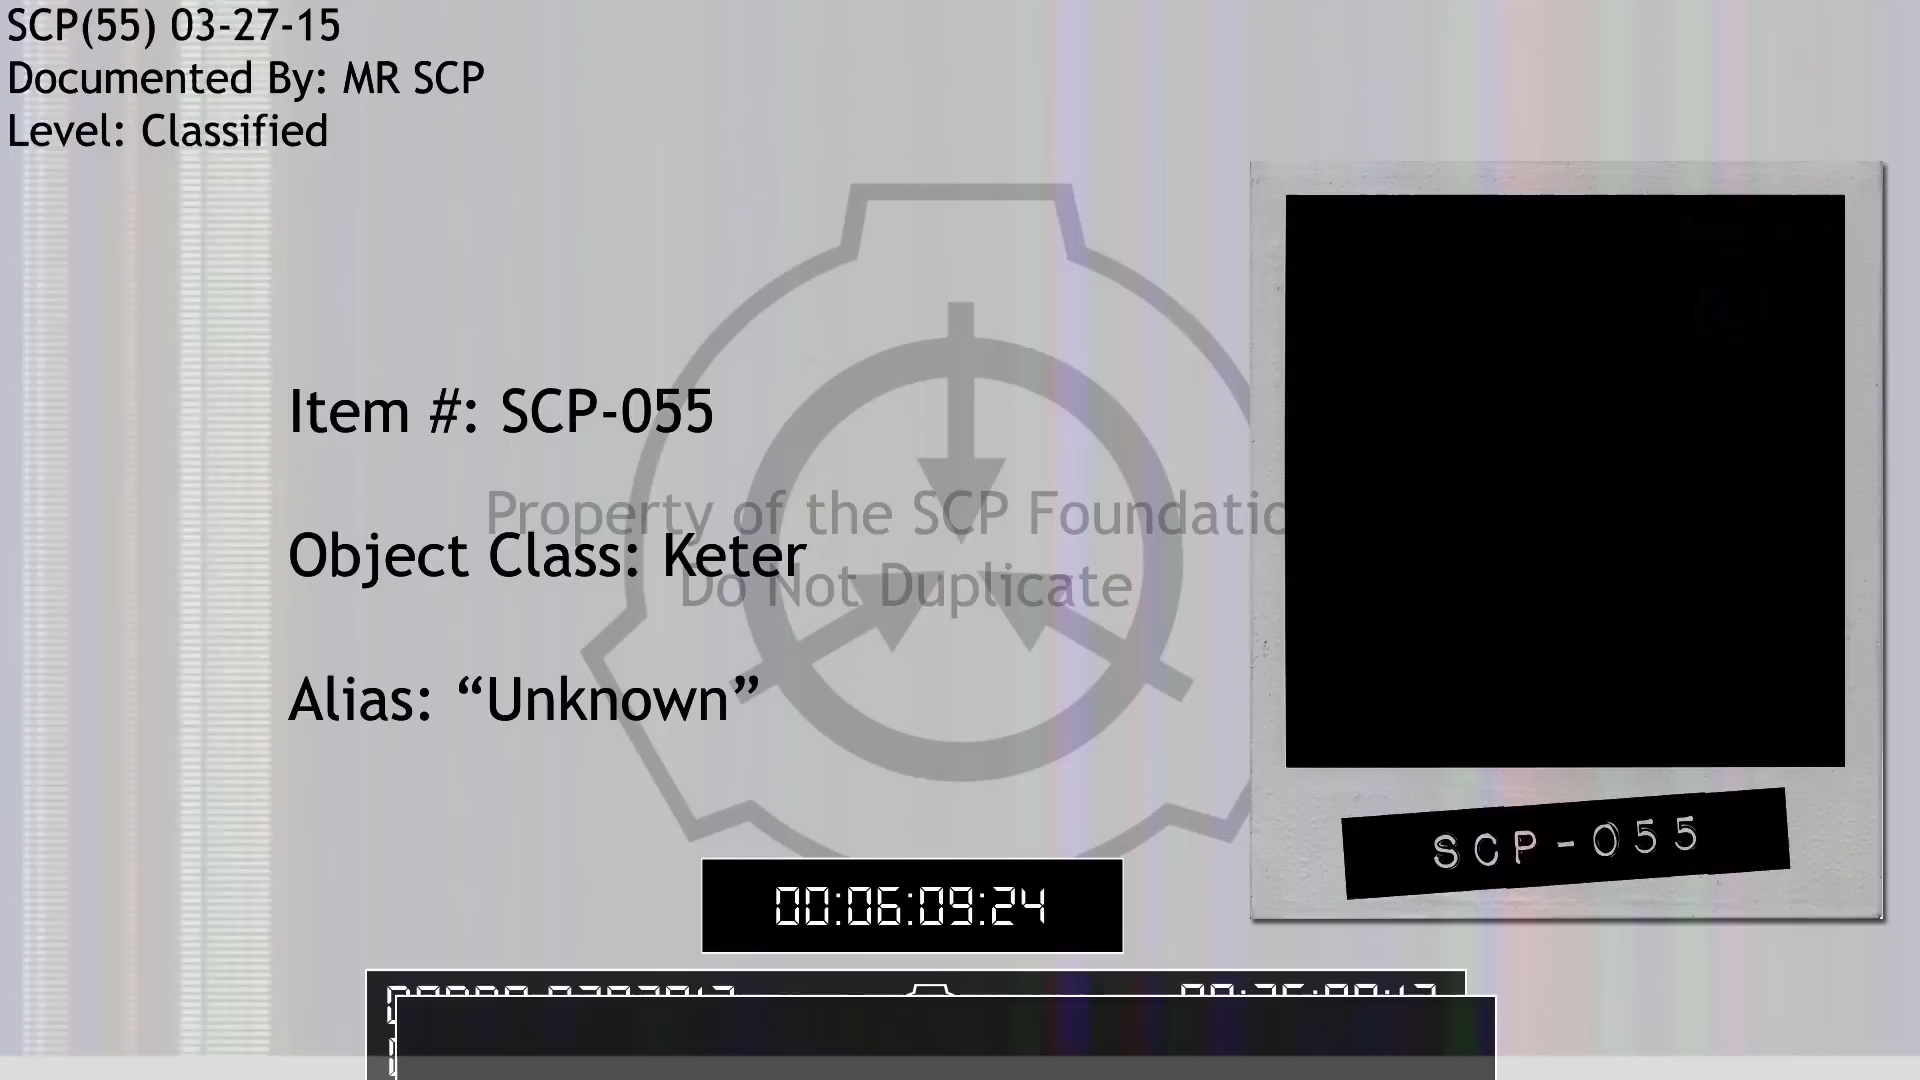 SCP(55) 03-27-15
Documented By: MR SCP
Level: Classified
Item #: SCP-055
Property of the SCP Foundatio
Object Class: Keter
Do Not Duplicate
Alias: “Unknown”
SCP-055
00:06:09:24